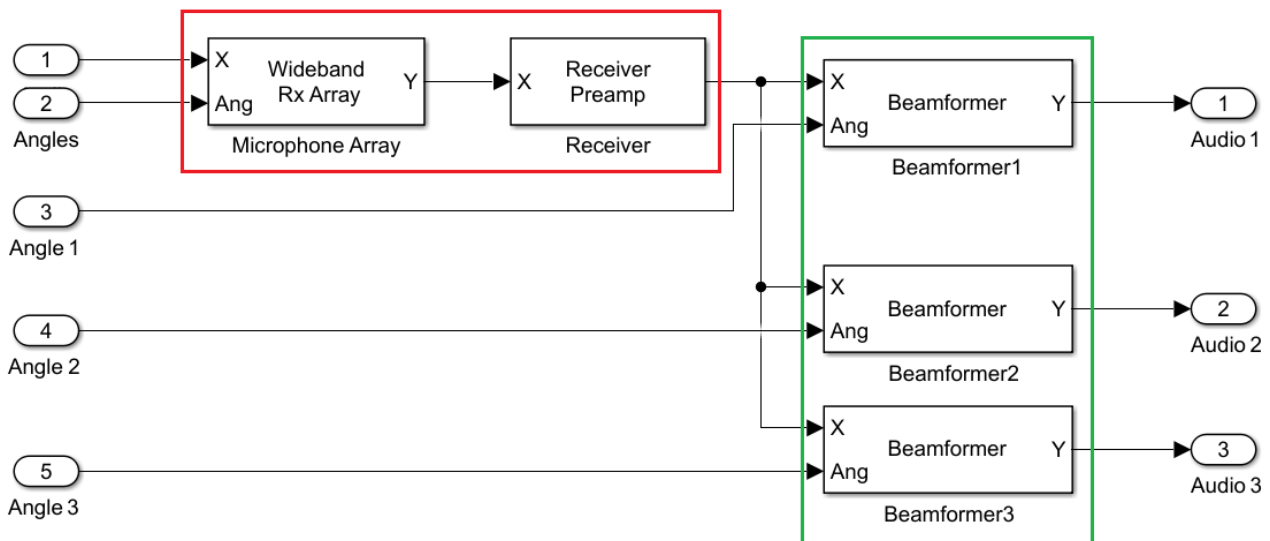 1
X
Wideband
Rx Array
Y
Ang
Microphone Array
X
Receiver
Preamp
Receiver
2
Angles
3
Angle 1
4
Angle 2
5
Angle 3
X
Ang
Beamformer
Y
Beamformer1
1
Audio 1
X
Ang
Beamformer
Y
Beamformer2
2
Audio 2
X
Ang
Beamformer
Y
Beamformer3
3
Audio 3